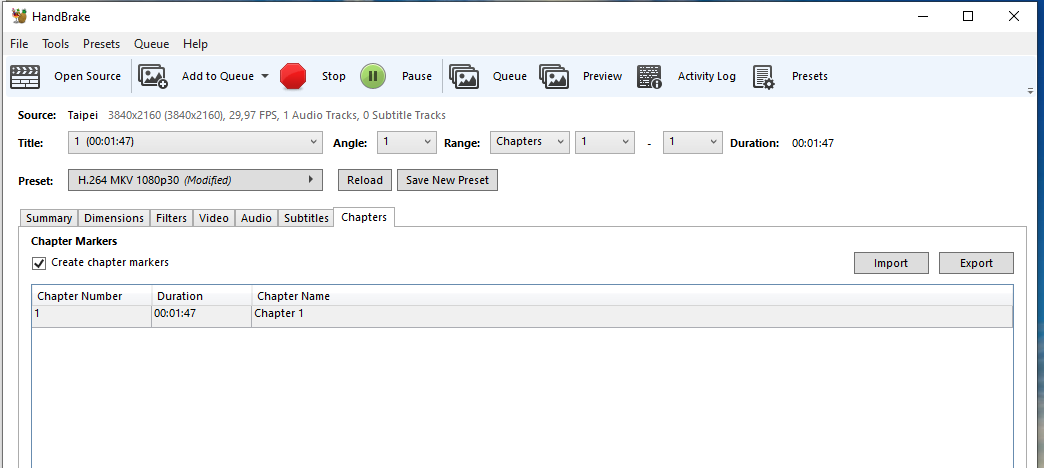 HandBrake
File Tools Presets Queue Help
Open Source Add to Queue Stop Pause Queue Preview Activity Log Presets
Source: Taipei 3840x2160 (3840x2160), 29,97 FPS, 1 Audio Tracks, 0 Subtitle Tracks
Title: 1 (00:01:47) Angle: 1 Range: Chapters 1 - 1 Duration: 00:01:47
Preset: H.264 MKV 1080p30 (Modified) Reload Save New Preset
Summary Dimensions Filters Video Audio Subtitles Chapters
Chapter Markers
Create chapter markers Import Export
Chapter Number Duration Chapter Name
1 00:01:47 Chapter 1